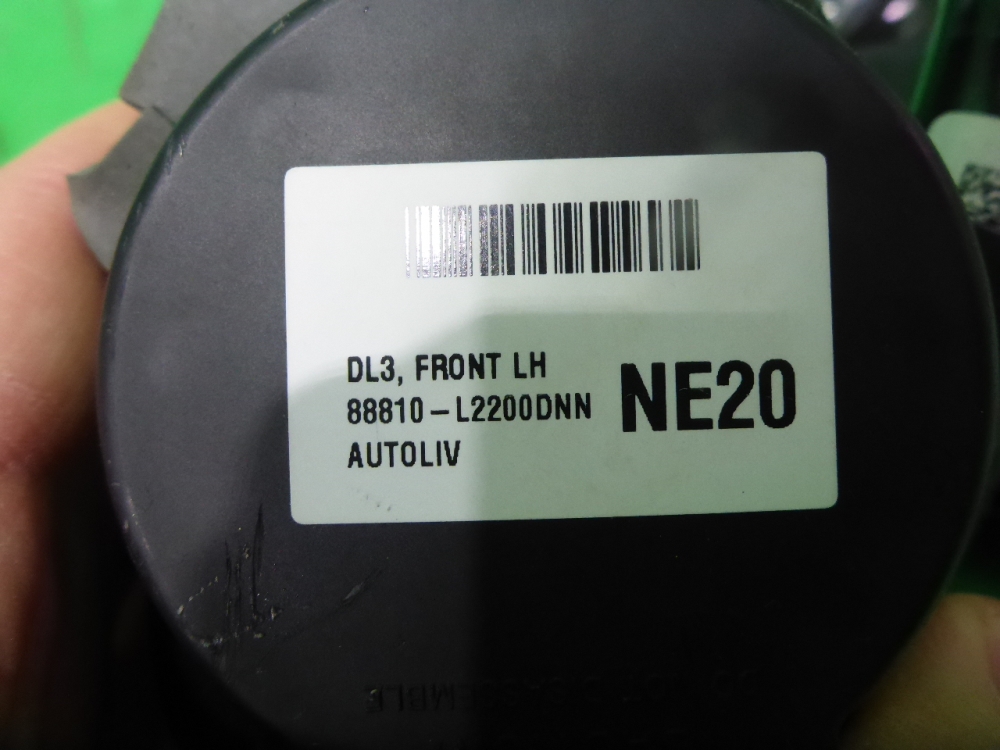 DL3, FRONT LH
88810-L2200DNN
NE20
AUTOLIV